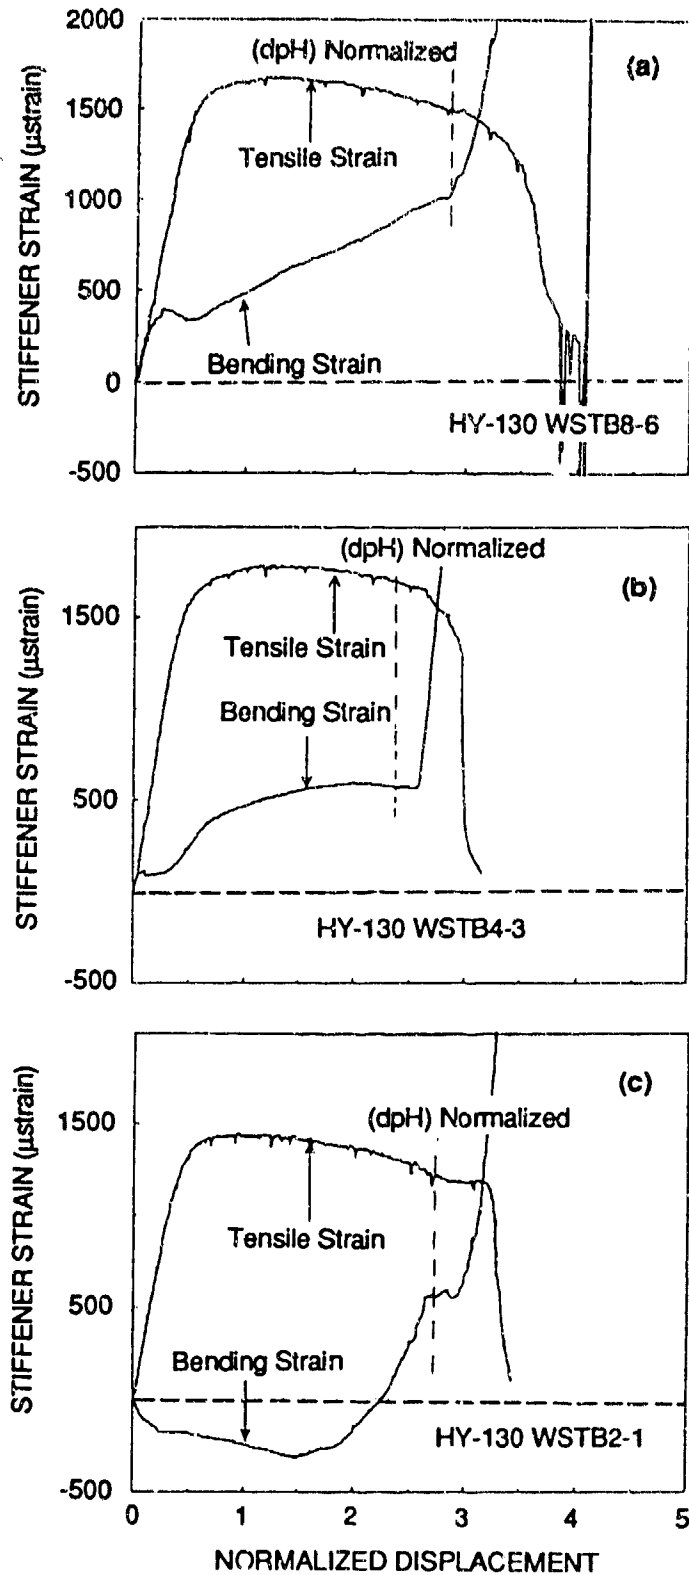 2000
(dpH) Normalized
(a)
1500
Tensile Strain
1000
500
Bending Strain
0
HY-130 WSTB8-6
-500
STIFFENER STRAIN (µstrain)
(dpH) Normalized
(b)
1500
Tensile Strain
Bending Strain
500
HY-130 WSTB4-3
-500
STIFFENER STRAIN (µstrain)
(c)
1500
(dpH) Normalized
Tensile Strain
500
Bending Strain
HY-130 WSTB2-1
-500
STIFFENER STRAIN (µstrain)
0 1 2 3 4 5
NORMALIZED DISPLACEMENT